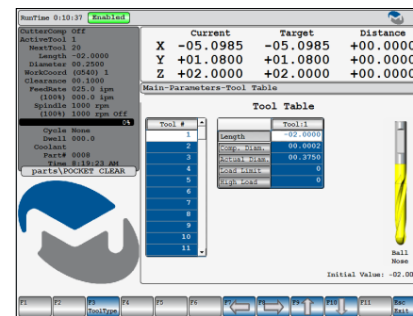 RunTime 0:10:37 Enabled
CutterComp Off
ActiveTool 1
NextTool 20
Length -02.0000
Diameter 00.2500
WorkCoord (G540) 1
Clearance 00.1000
FeedRate 025.0 ipm
(100%) 000.0 ipm
Spindle 1000 rpm
(100%) 1000 rpm Off
0%
Cycle None
Dwell 000.0
Coolant
Part# 0008
Time 8:19:23 AM
parts\POCKET CLEAR
Current Target Distance
X -05.0985 -05.0985 +00.0000
Y +01.0800 +01.0800 +00.0000
Z +02.0000 +02.0000 +00.0000
Main-Parameters-Tool Table
Tool Table
Tool # Tool:1
1 Length -02.0000
2 Comp. Diam. 00.0002
3 Actual Diam. 00.3750
4 Load Limit 0
5 High Load 0
6
7
8
9
10
11
Ball
Nose
Initial Value: -02.00
F1 F2 F3 F4 F5 F6 F7 F8 F9 F10 F11 Esc
ToolType Exit